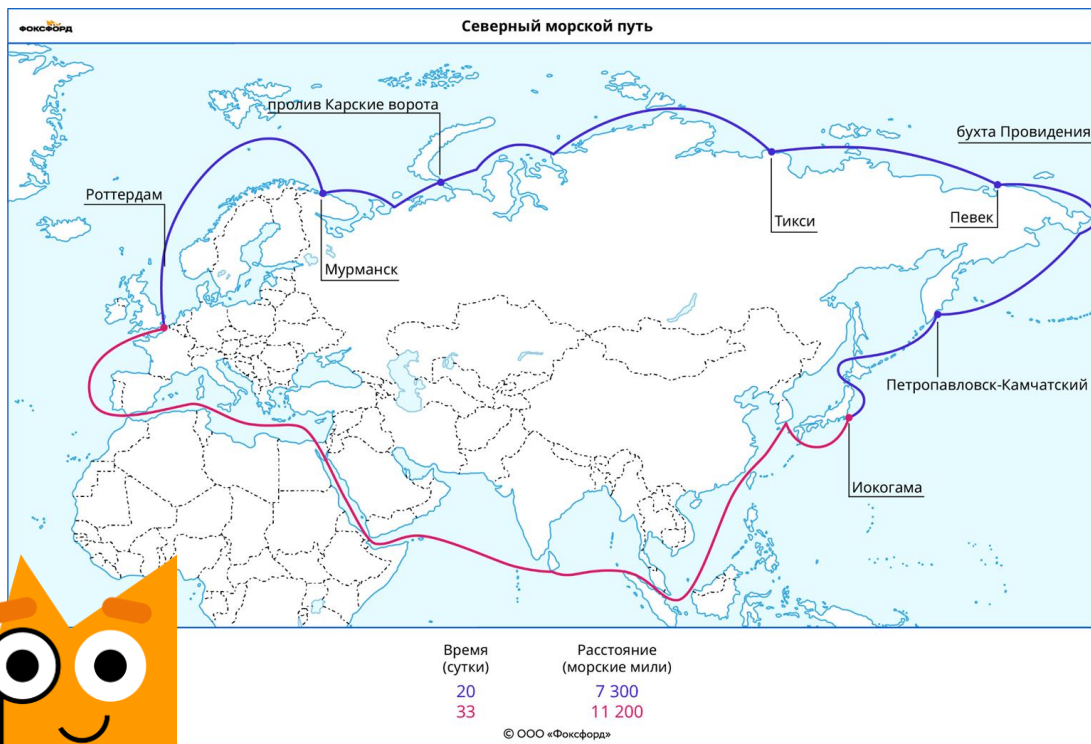 ФОКСФОРД
Северный морской путь
пролив Карские ворота
бухта Провидения
Роттердам
Тикси
Певек
Мурманск
Петропавловск-Камчатский
Иокогама
Время
(сутки)
Расстояние
(морские мили)
20
7 300
33
11 200
© ООО «Фоксфорд»